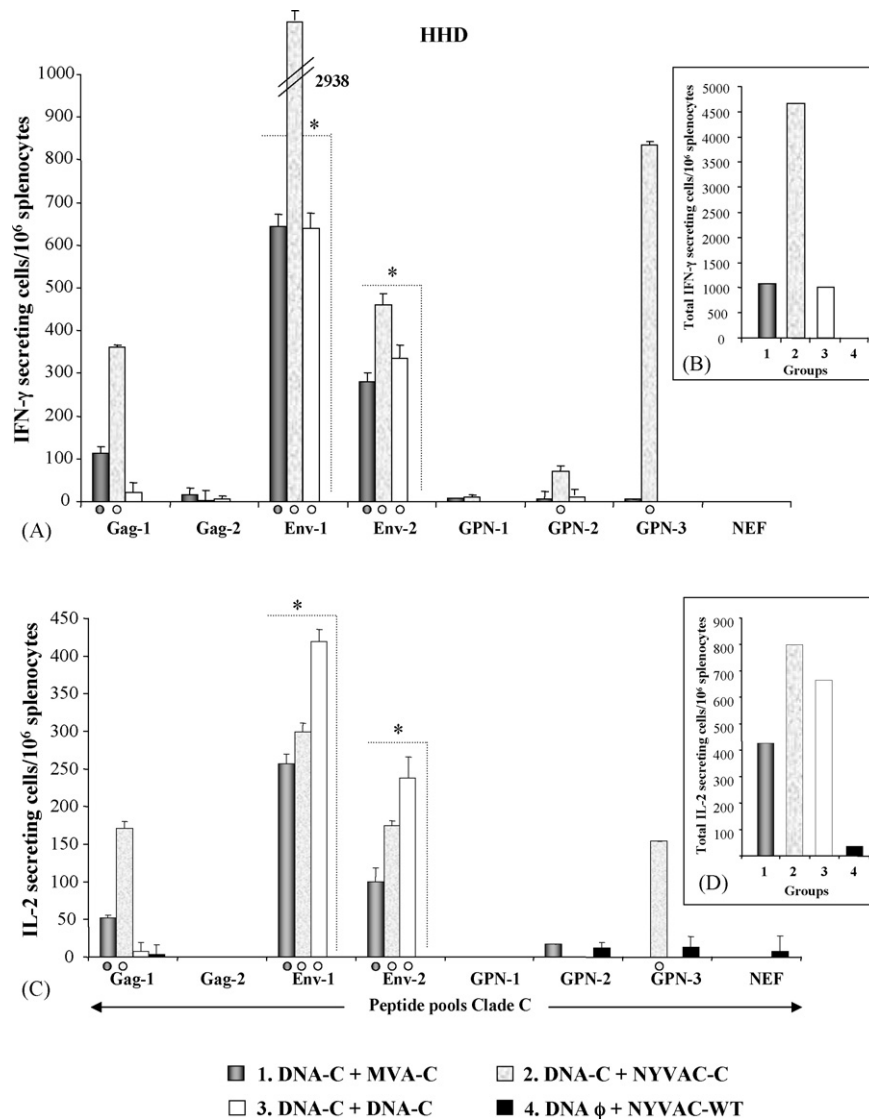 HHD
IFN-γ secreting cells/10⁶ splenocytes
1000
900
800
700
600
500
400
300
200
100
0
2938
*
*
(A)
Gag-1
Gag-2
Env-1
Env-2
GPN-1
GPN-2
GPN-3
NEF
Total IFN-γ secreting cells/10⁶ splenocytes
5000
4500
4000
3500
3000
2500
2000
1500
1000
500
0
1 2 3 4
Groups
(B)
IL-2 secreting cells/10⁶ splenocytes
450
400
350
300
250
200
150
100
50
0
*
*
(C)
Gag-1
Gag-2
Env-1
Env-2
GPN-1
GPN-2
GPN-3
NEF
Peptide pools Clade C
Total IL-2 secreting cells/10⁶ splenocytes
900
800
700
600
500
400
300
200
100
1 2 3 4
Groups
(D)
1. DNA-C + MVA-C
2. DNA-C + NYVAC-C
3. DNA-C + DNA-C
4. DNA ϕ + NYVAC-WT